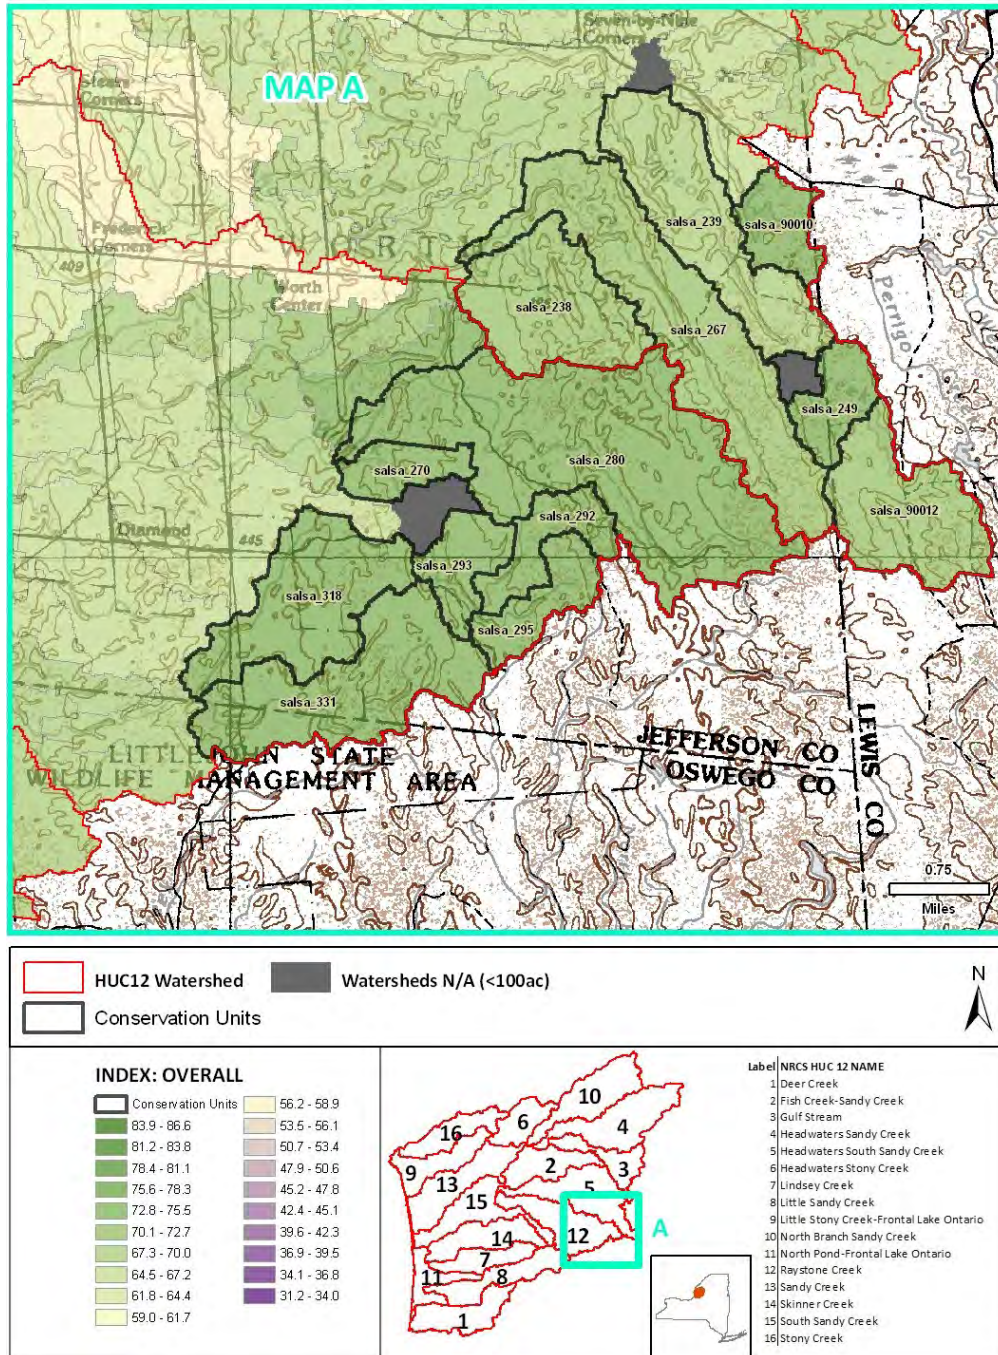 Seven-by-Nine
Corners
MAP A
Corners
Frederick
Corners
409
W O R T H
Worth
Center
salsa_239
salsa_90010
salsa_238
salsa_267
Perrigo
salsa_249
salsa_270
salsa_280
salsa_90012
salsa_292
Diamond
445
salsa_293
salsa_318
salsa_295
salsa_331
JEFFERSON CO
OSWEGO CO
LEWIS CO
LITTLE JOHN STATE
WILDLIFE MANAGEMENT AREA
0.75
Miles
HUC12 Watershed
Watersheds N/A (<100ac)
Conservation Units
N
INDEX: OVERALL
Conservation Units
83.9 - 86.6
81.2 - 83.8
78.4 - 81.1
75.6 - 78.3
72.8 - 75.5
70.1 - 72.7
67.3 - 70.0
64.5 - 67.2
61.8 - 64.4
59.0 - 61.7
56.2 - 58.9
53.5 - 56.1
50.7 - 53.4
47.9 - 50.6
45.2 - 47.8
42.4 - 45.1
39.6 - 42.3
36.9 - 39.5
34.1 - 36.8
31.2 - 34.0
10
16
6
4
2
3
9
13
5
15
A
14
12
7
11
8
1
Label NRCS HUC 12 NAME
1 Deer Creek
2 Fish Creek-Sandy Creek
3 Gulf Stream
4 Headwaters Sandy Creek
5 Headwaters South Sandy Creek
6 Headwaters Stony Creek
7 Lindsey Creek
8 Little Sandy Creek
9 Little Stony Creek-Frontal Lake Ontario
10 North Branch Sandy Creek
11 North Pond-Frontal Lake Ontario
12 Raystone Creek
13 Sandy Creek
14 Skinner Creek
15 South Sandy Creek
16 Stony Creek